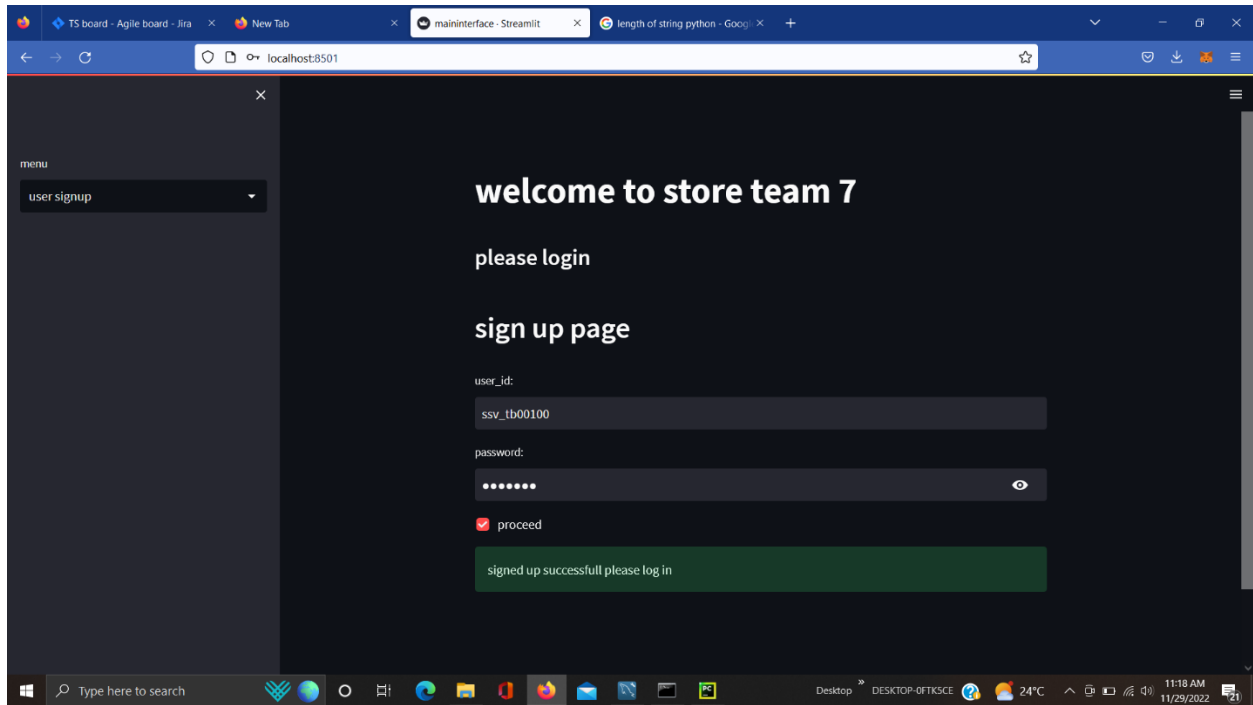 TS board - Agile board - Jira
New Tab
maininterface · Streamlit
length of string python - Googl
localhost:8501
menu
user signup
welcome to store team 7
please login
sign up page
user_id:
ssv_tb00100
password:
proceed
signed up successfull please log in
Type here to search
Desktop
DESKTOP-0FTK5CE
24°C
11:18 AM
11/29/2022
21